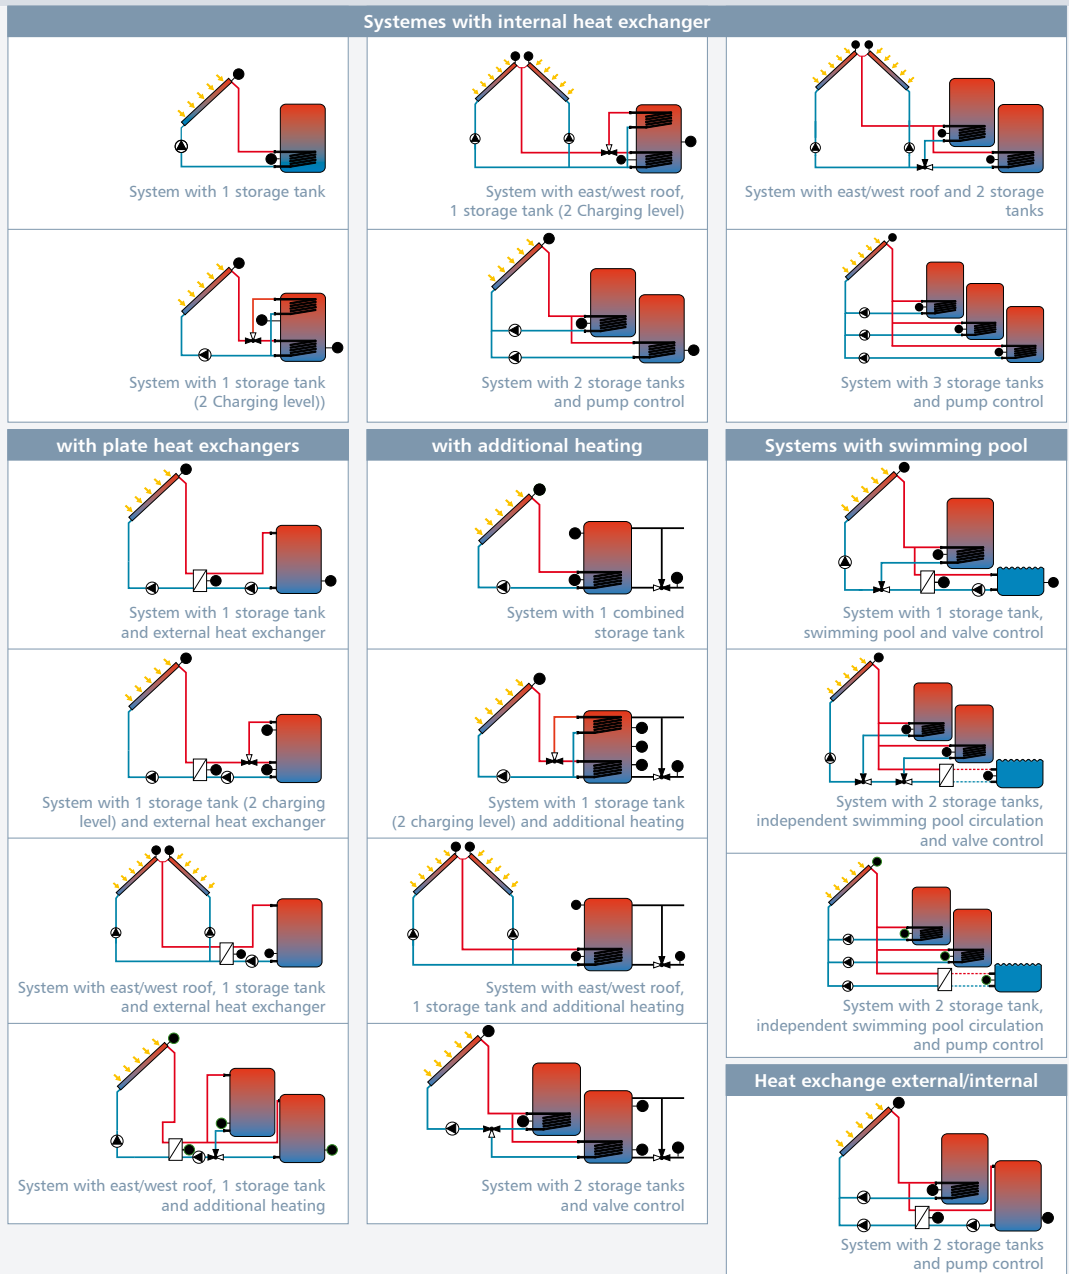 Systemes with internal heat exchanger
System with 1 storage tank
System with east/west roof,
1 storage tank (2 Charging level)
System with east/west roof and 2 storage
tanks
System with 1 storage tank
(2 Charging level))
System with 2 storage tanks
and pump control
System with 3 storage tanks
and pump control
with plate heat exchangers
System with 1 storage tank
and external heat exchanger
System with 1 storage tank (2 charging
level) and external heat exchanger
System with east/west roof, 1 storage tank
and external heat exchanger
System with east/west roof, 1 storage tank
and additional heating
with additional heating
System with 1 combined
storage tank
System with 1 storage tank
(2 charging level) and additional heating
System with east/west roof,
1 storage tank and additional heating
System with 2 storage tanks
and valve control
Systems with swimming pool
System with 1 storage tank,
swimming pool and valve control
System with 2 storage tanks,
independent swimming pool circulation
and valve control
System with 2 storage tank,
independent swimming pool circulation
and pump control
Heat exchange external/internal
System with 2 storage tanks
and pump control